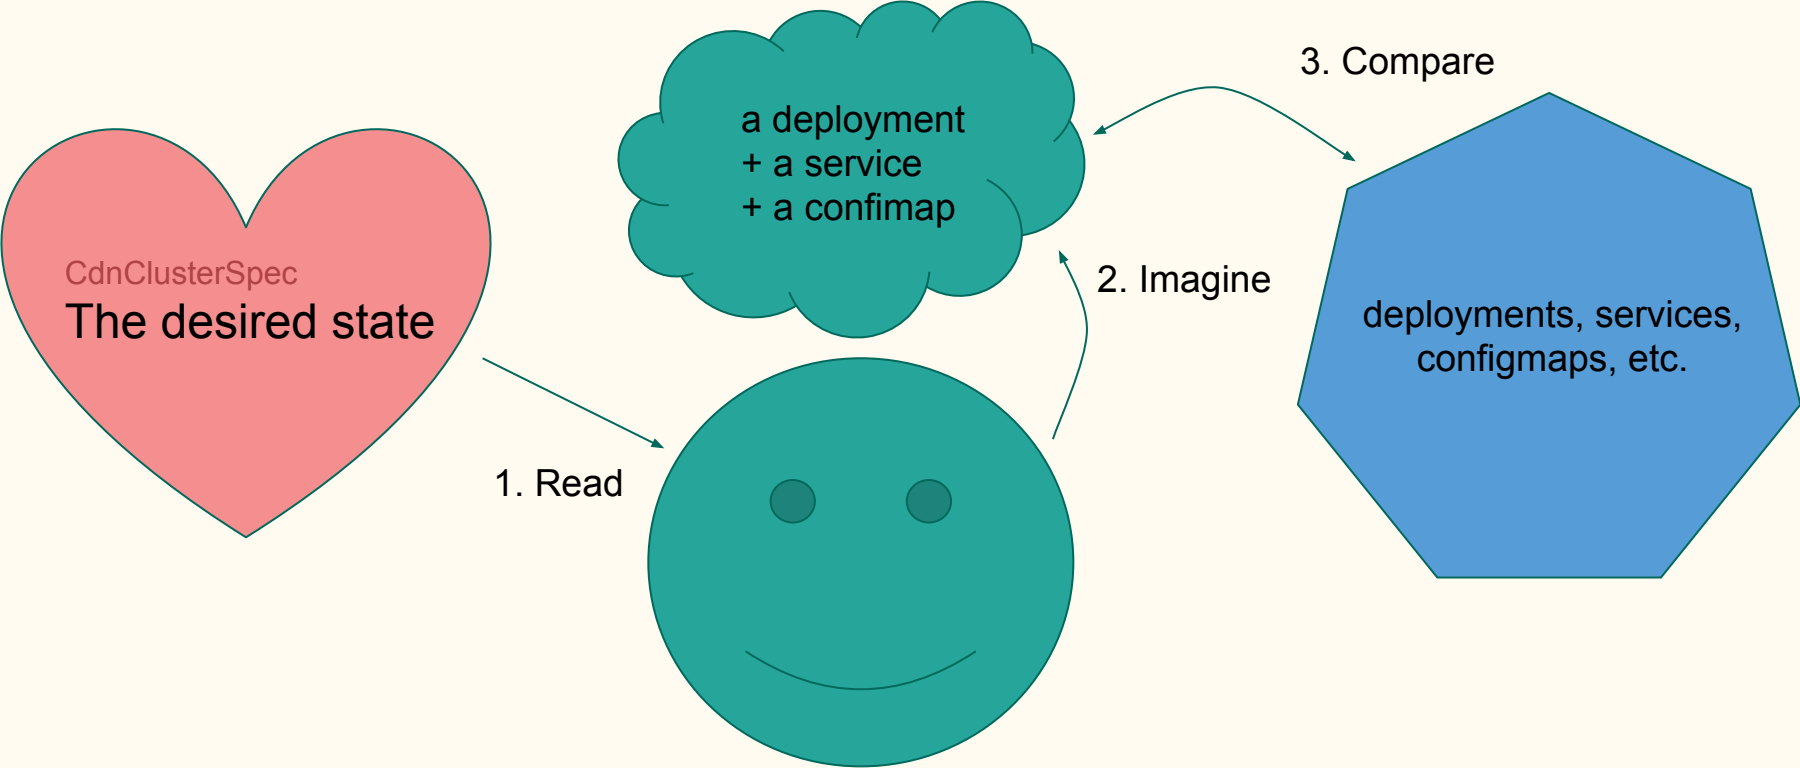 CdnClusterSpec
The desired state
1. Read
a deployment
+ a service
+ a confimap
2. Imagine
3. Compare
deployments, services,
configmaps, etc.